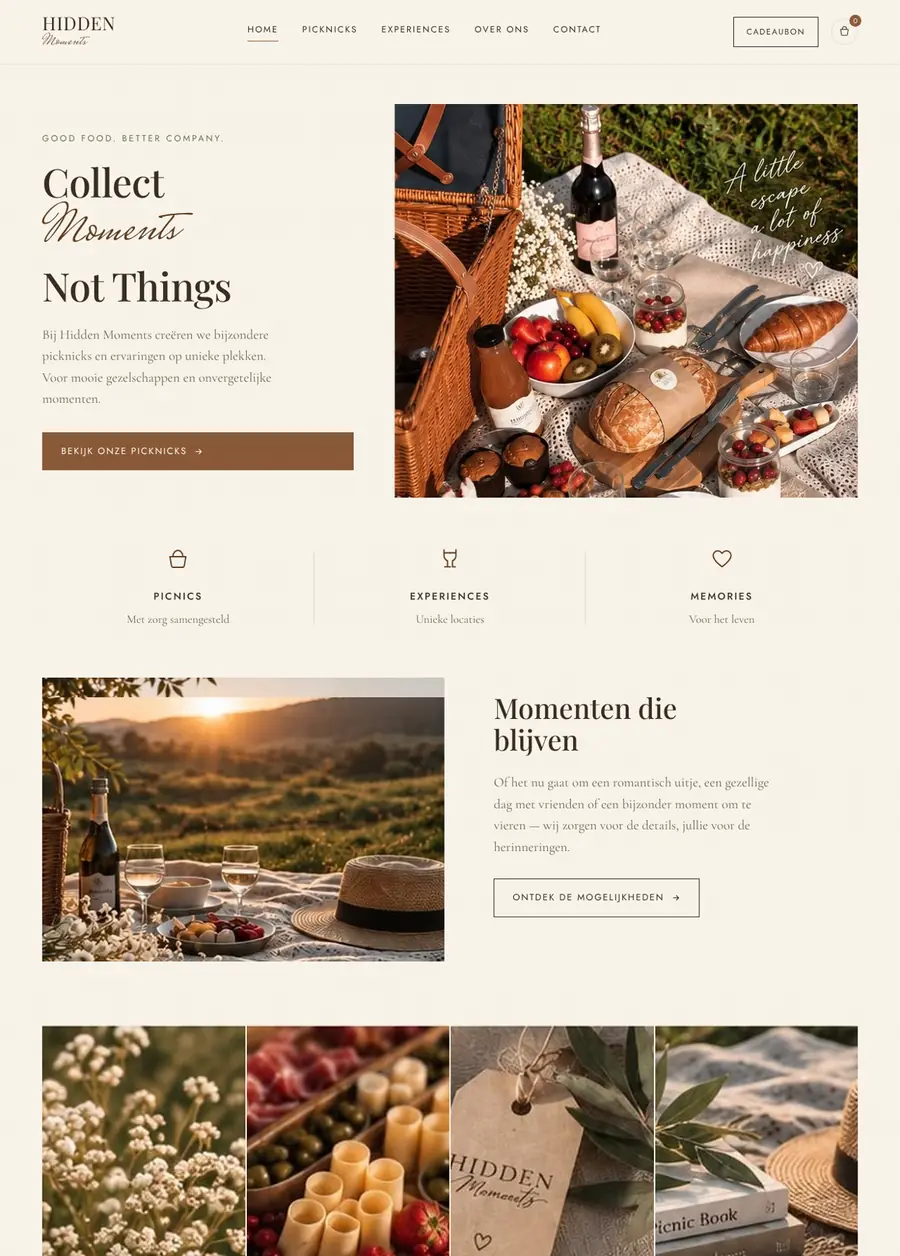 HIDDEN
Moments
HOME
PICKNICKS
EXPERIENCES
OVER ONS
CONTACT
CADEAUBON
0
GOOD FOOD. BETTER COMPANY.
Collect
Moments
Not Things
Bij Hidden Moments creëren we bijzondere
picknicks en ervaringen op unieke plekken.
Voor mooie gezelschappen en onvergetelijke
momenten.
BEKIJK ONZE PICKNICKS →
A little
escape
a lot of
happiness
PICNICS
Met zorg samengesteld
EXPERIENCES
Unieke locaties
MEMORIES
Voor het leven
Momenten die
blijven
Of het nu gaat om een romantisch uitje, een gezellige
dag met vrienden of een bijzonder moment om te
vieren — wij zorgen voor de details, jullie voor de
herinneringen.
ONTDEK DE MOGELIJKHEDEN →
HIDDEN
icnic Book